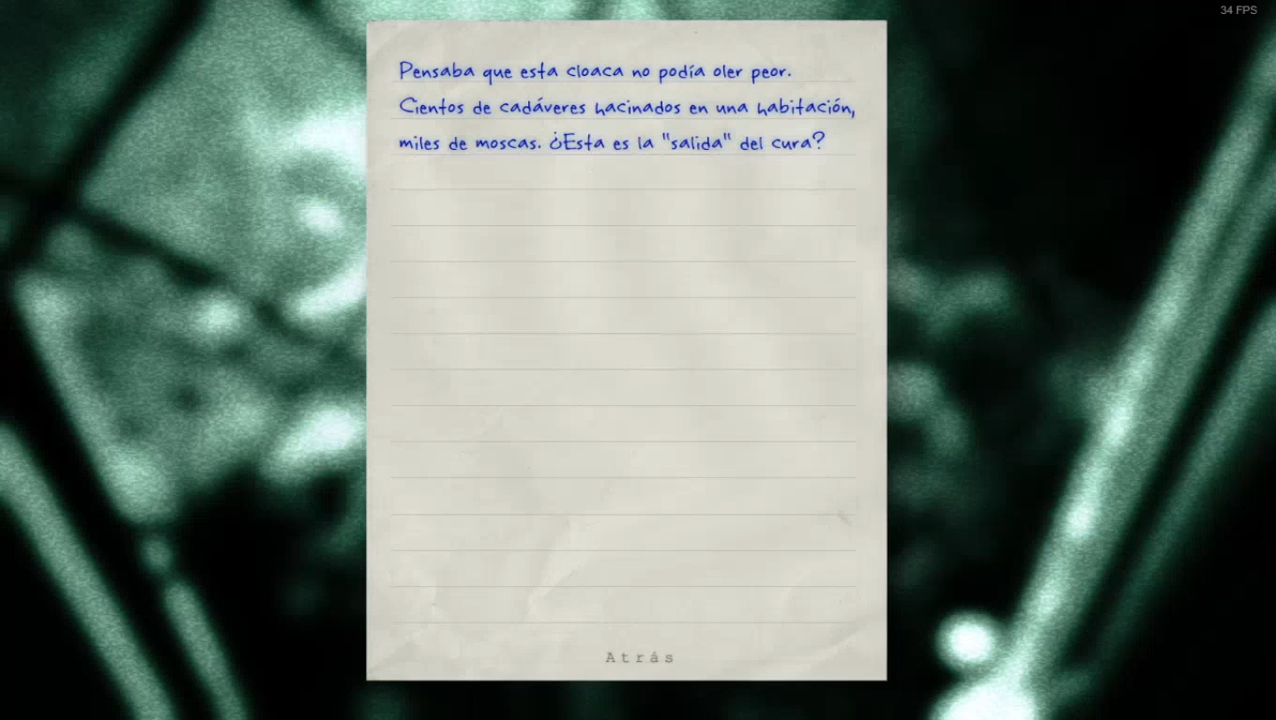 34 FPS
Pensaba que esta cloaca no podía oler peor.
Cientos de cadáveres hacinados en una habitación,
miles de moscas. ¿Esta es la "salida" del cura?
Atrás